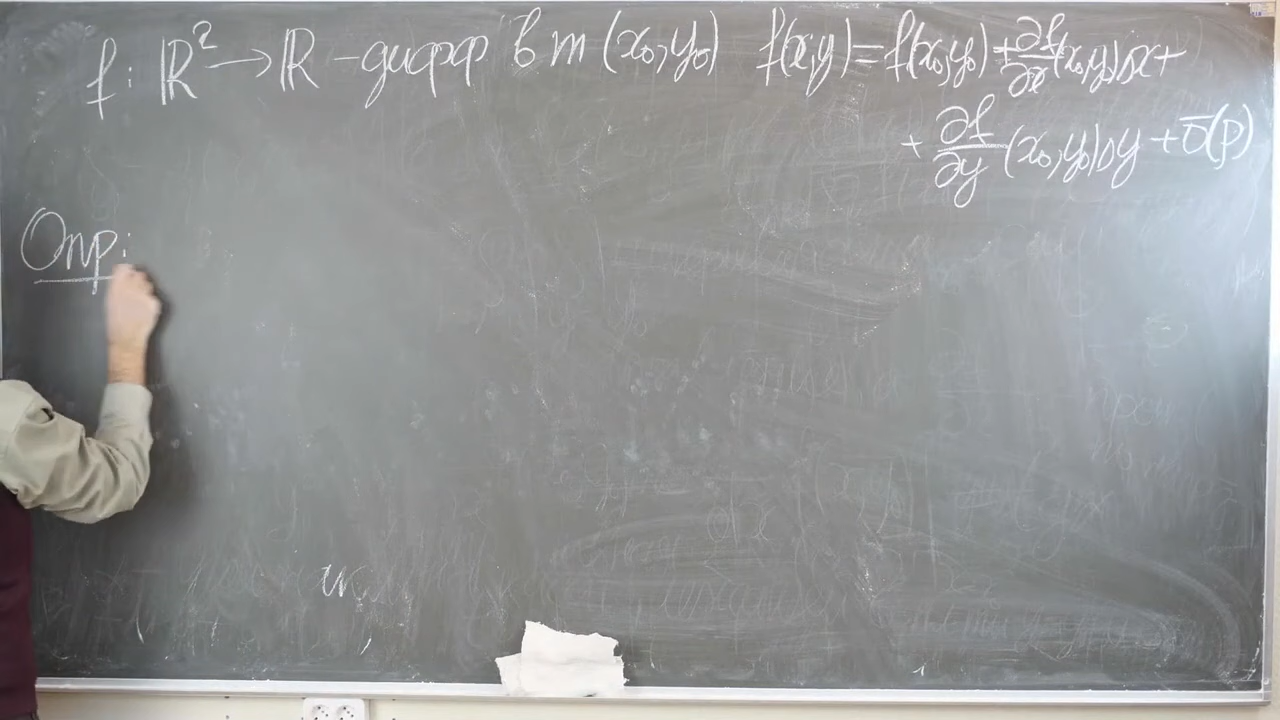 f : ℝ² → ℝ – дифф в т (x₀, y₀) f(x,y) = f(x₀,y₀) + ∂f/∂x (x₀,y₀)Δx +
+ ∂f/∂y (x₀,y₀)Δy + ō(ρ)
Опр: